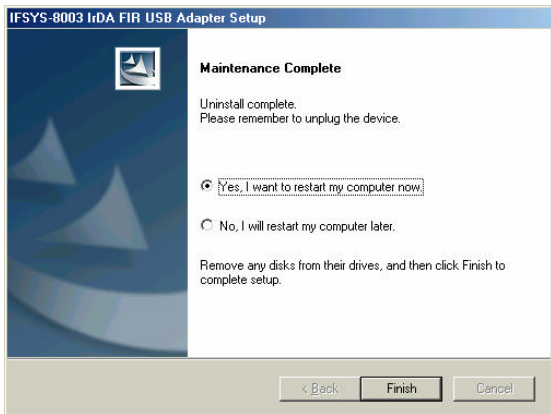 IFSYS-8003 IrDA FIR USB Adapter Setup
Maintenance Complete
Uninstall complete.
Please remember to unplug the device.
Yes, I want to restart my computer now.
No, I will restart my computer later.
Remove any disks from their drives, and then click Finish to
complete setup.
< Back Finish Cancel